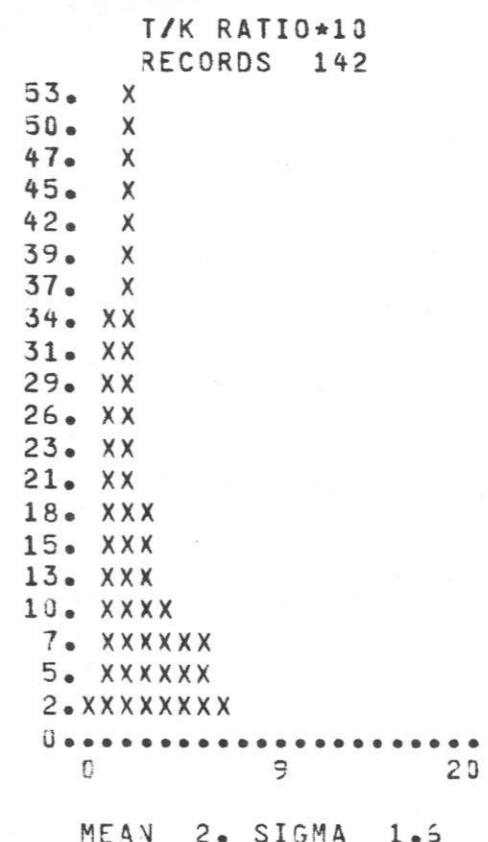 T/K RATIO*10
RECORDS 142
53. X
50. X
47. X
45. X
42. X
39. X
37. X
34. XX
31. XX
29. XX
26. XX
23. XX
21. XX
18. XXX
15. XXX
13. XXX
10. XXXX
7. XXXXXX
5. XXXXXX
2.XXXXXXXX
0......................
0 9 20
MEAN 2. SIGMA 1.6